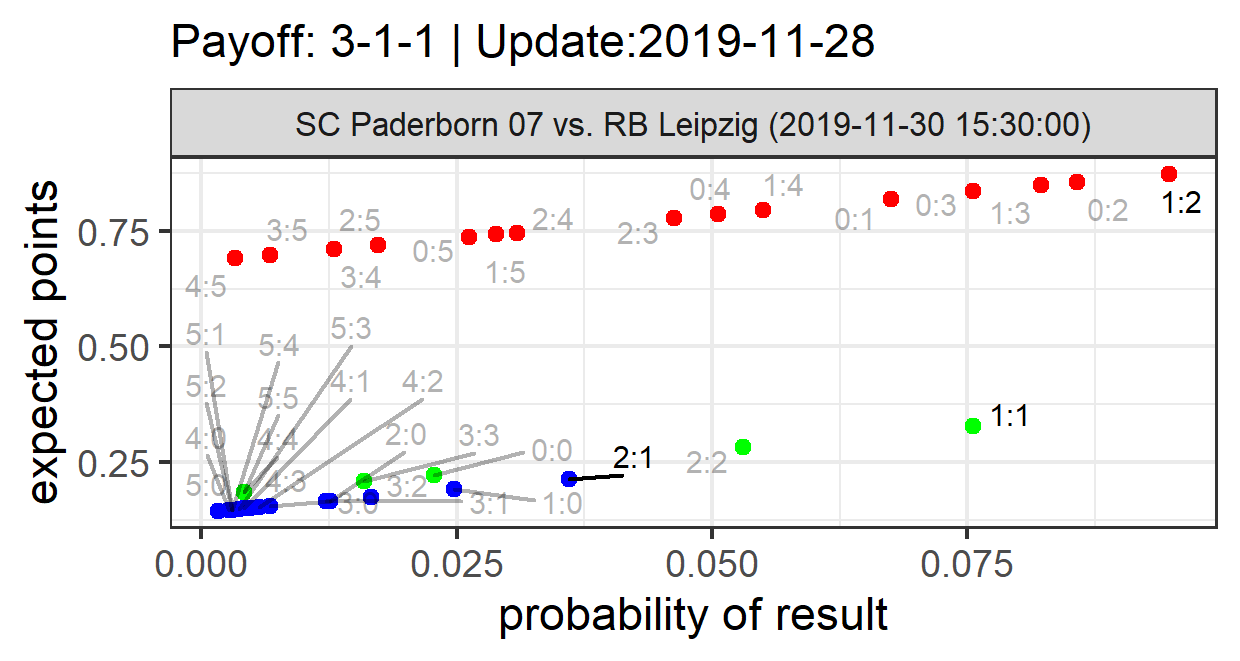 Payoff: 3-1-1 | Update:2019-11-28
SC Paderborn 07 vs. RB Leipzig (2019-11-30 15:30:00)
expected points
0.75
0.50
0.25
0:4 1:4
3:5 2:5 2:4 0:1 0:3 1:3 0:2 1:2
2:3
4:5 3:4 0:5 1:5
5:1 5:4 5:3
5:2 5:5 4:1 4:2
4:0 4:4 2:0 3:3 0:0 2:1 2:2 1:1
5:0 4:3 3:0 3:2 3:1 1:0
0.000 0.025 0.050 0.075
probability of result